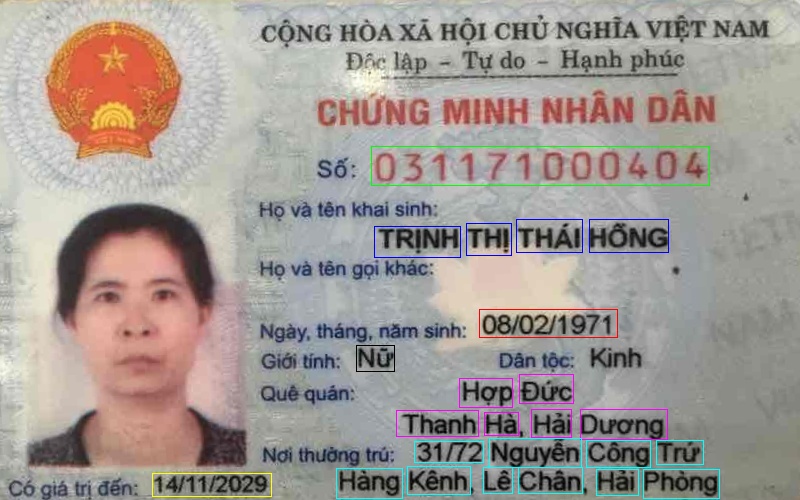 CỘNG HÒA XÃ HỘI CHỦ NGHĨA VIỆT NAM
Độc lập - Tự do - Hạnh phúc
CHỨNG MINH NHÂN DÂN
VIỆT NAM
Số: 031171000404
Họ và tên khai sinh:
TRỊNH THỊ THÁI HỒNG
Họ và tên gọi khác:
Ngày, tháng, năm sinh: 08/02/1971
Giới tính: Nữ Dân tộc: Kinh
Quê quán: Hợp Đức
Thanh Hà, Hải Dương
Nơi thường trú: 31/72 Nguyễn Công Trứ
Có giá trị đến: 14/11/2029 Hàng Kênh, Lê Chân, Hải Phòng